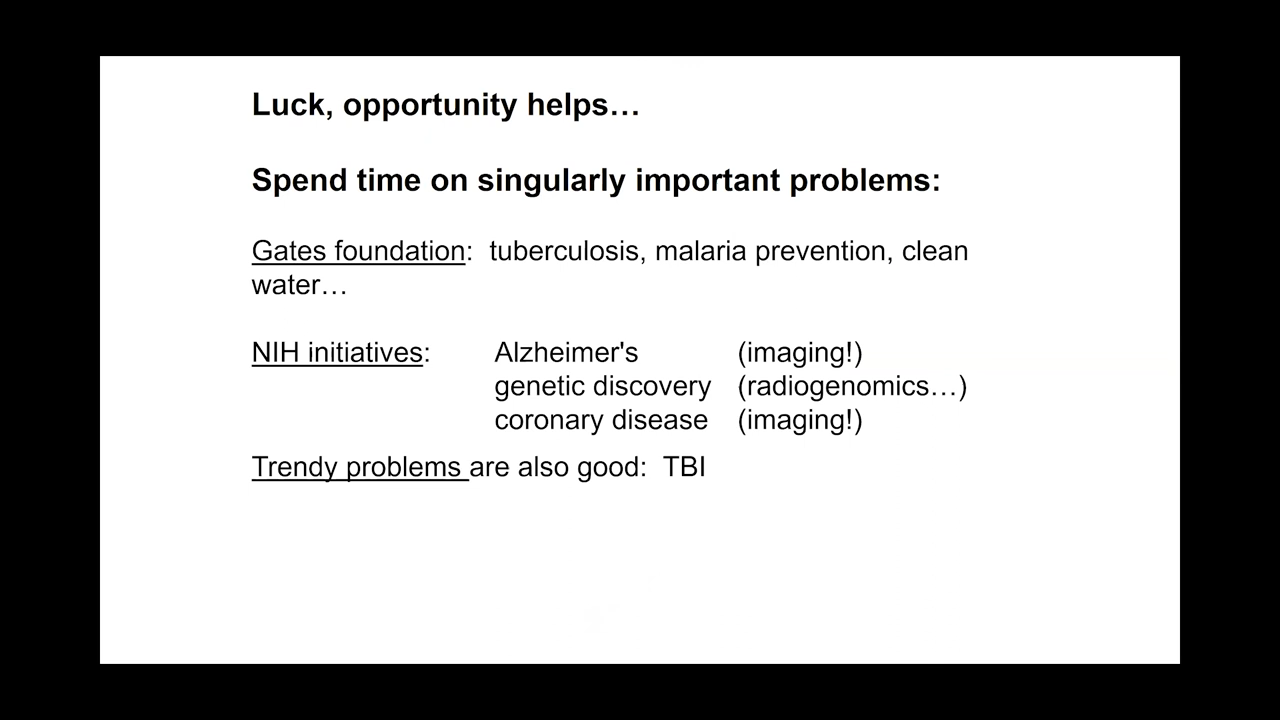 Luck, opportunity helps…
Spend time on singularly important problems:
Gates foundation: tuberculosis, malaria prevention, clean
water…
NIH initiatives: Alzheimer's (imaging!)
genetic discovery (radiogenomics…)
coronary disease (imaging!)
Trendy problems are also good: TBI